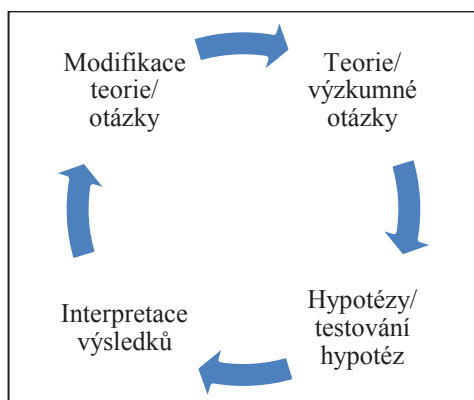 Modifikace
teorie/
otázky
Teorie/
výzkumné
otázky
Hypotézy/
testování
hypotéz
Interpretace
výsledků